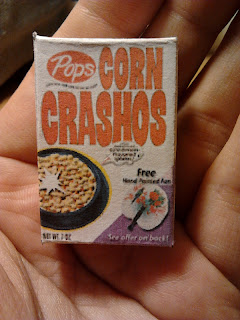 Pops
CORN
CRASHOS
Free
Hand-Painted Fan
See offer on back!
NET WT 7 OZ